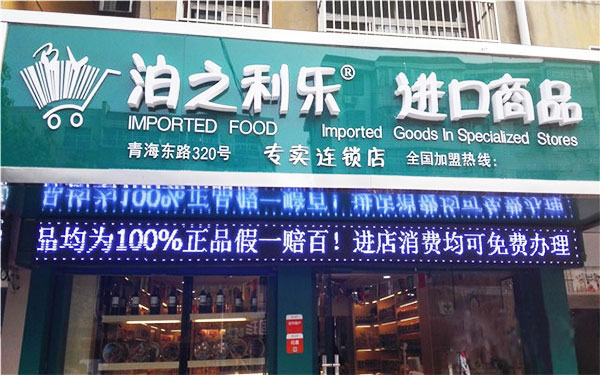 泊之利乐® 进口商品
IMPORTED FOOD Imported Goods In Specialized Stores
青海东路320号 专卖连锁店 全国加盟热线:
品均为100%正品假一赔百！进店消费均可免费办理